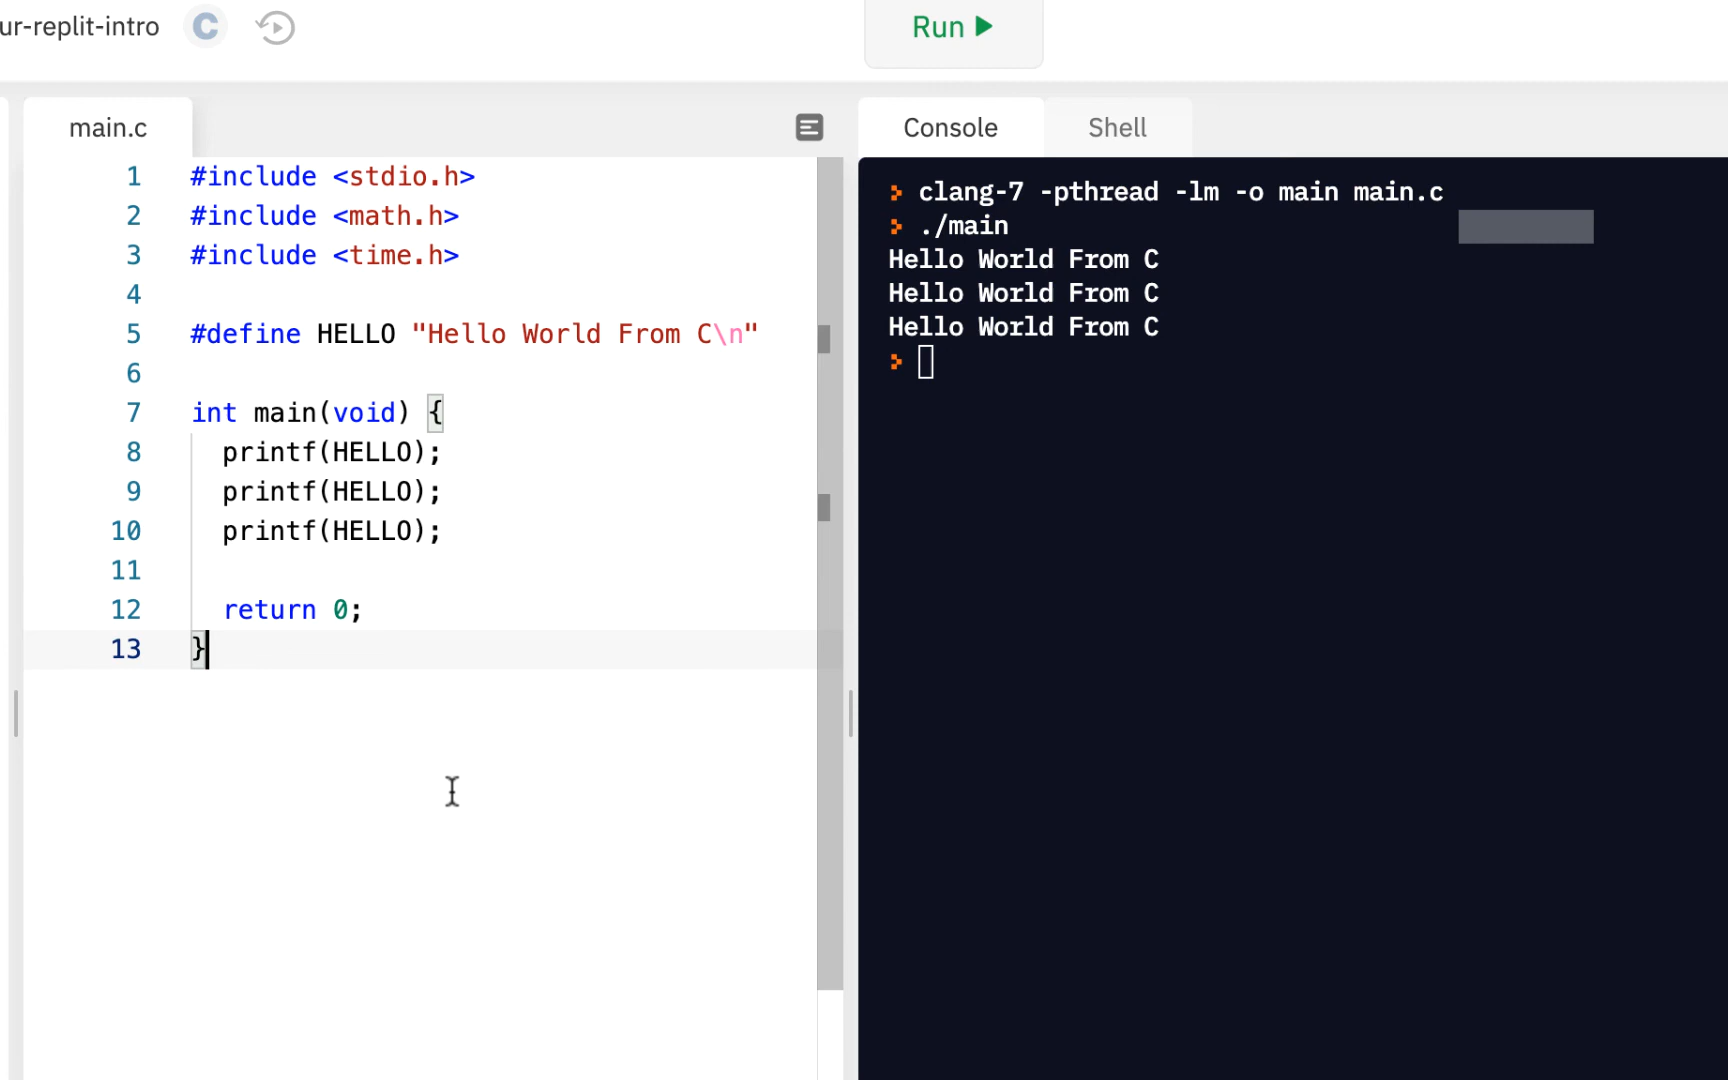 ur-replit-intro C
Run
main.c
1 #include <stdio.h>
2 #include <math.h>
3 #include <time.h>
4
5 #define HELLO "Hello World From C\n"
6
7 int main(void) {
8 printf(HELLO);
9 printf(HELLO);
10 printf(HELLO);
11
12 return 0;
13 }
Console Shell
clang-7 -pthread -lm -o main main.c
./main
Hello World From C
Hello World From C
Hello World From C